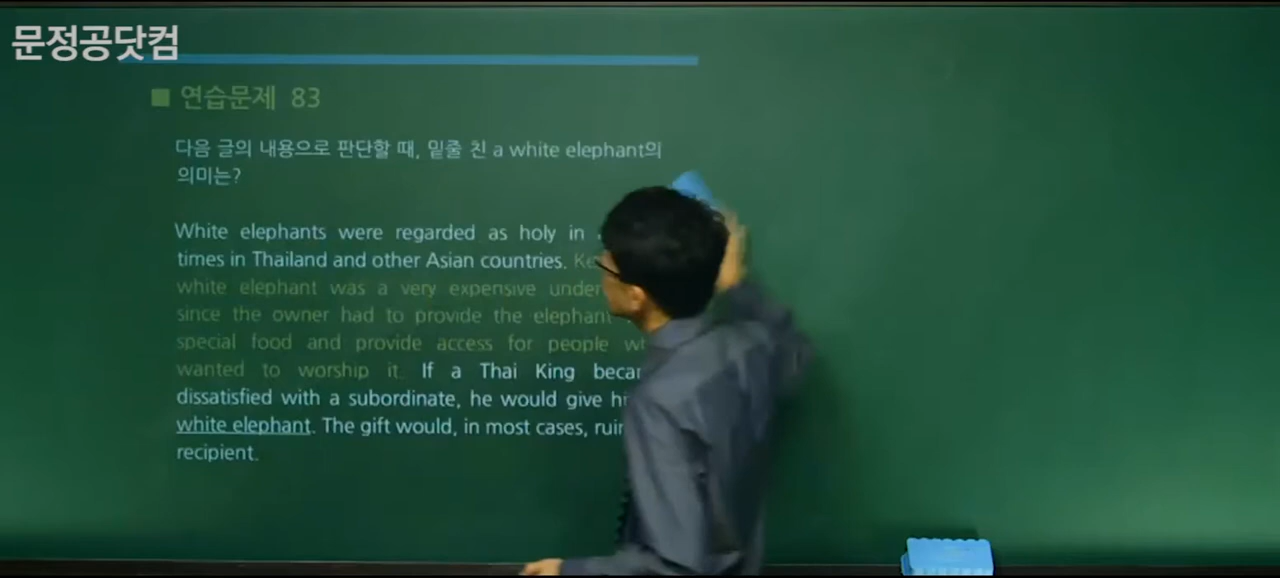 문정공닷컴
■ 연습문제 83
다음 글의 내용으로 판단할 때, 밑줄 친 a white elephant의
의미는?
White elephants were regarded as holy in
times in Thailand and other Asian countries.
white elephant was a very expensive
since the owner had to provide the elephant
special food and provide access for people
wanted to worship it. If a Thai King
dissatisfied with a subordinate, he would give
white elephant. The gift would, in most cases,
recipient.